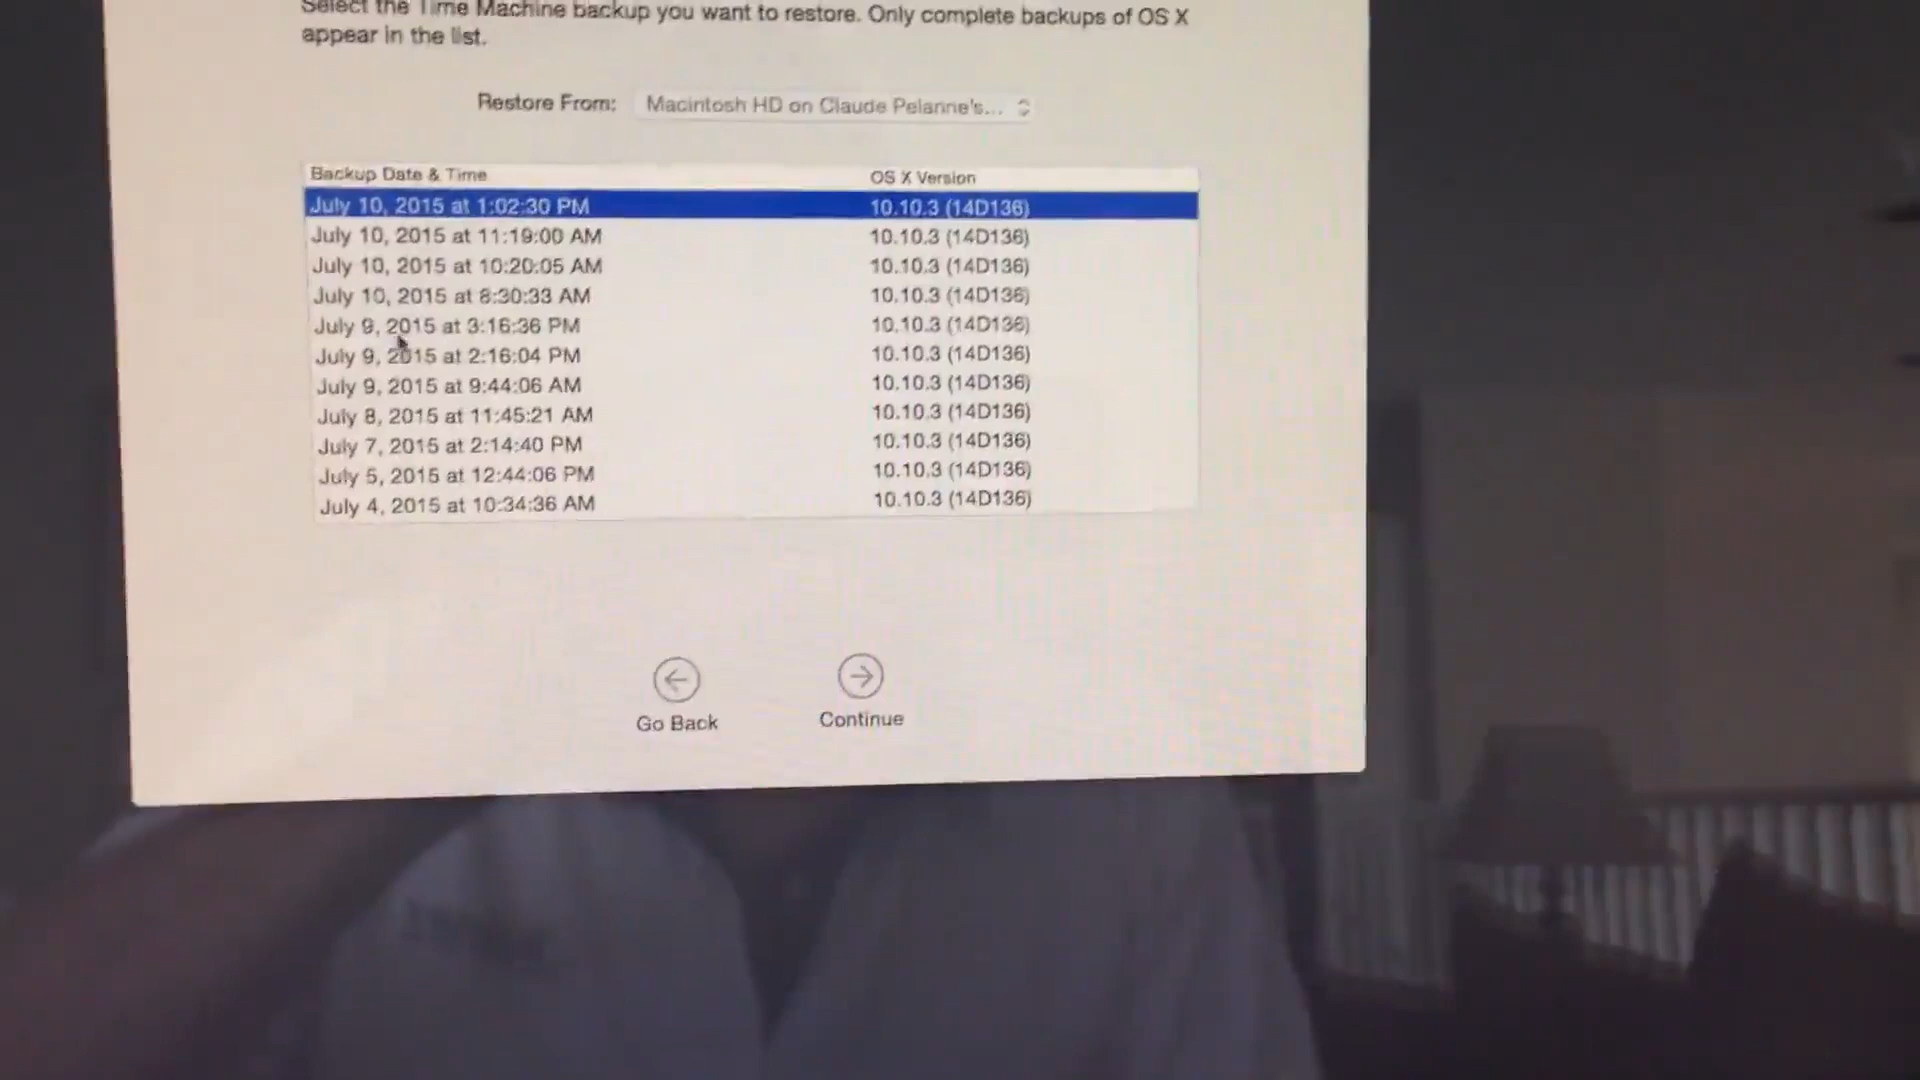 Select the Time Machine backup you want to restore. Only complete backups of OS X
appear in the list.
Restore From: Macintosh HD on Claude Pelanne's...
Backup Date & Time OS X Version
July 10, 2015 at 1:02:30 PM 10.10.3 (14D136)
July 10, 2015 at 11:19:00 AM 10.10.3 (14D136)
July 10, 2015 at 10:20:05 AM 10.10.3 (14D136)
July 10, 2015 at 8:30:33 AM 10.10.3 (14D136)
July 9, 2015 at 3:16:36 PM 10.10.3 (14D136)
July 9, 2015 at 2:16:04 PM 10.10.3 (14D136)
July 9, 2015 at 9:44:06 AM 10.10.3 (14D136)
July 8, 2015 at 11:45:21 AM 10.10.3 (14D136)
July 7, 2015 at 2:14:40 PM 10.10.3 (14D136)
July 5, 2015 at 12:44:06 PM 10.10.3 (14D136)
July 4, 2015 at 10:34:36 AM 10.10.3 (14D136)
Go Back Continue